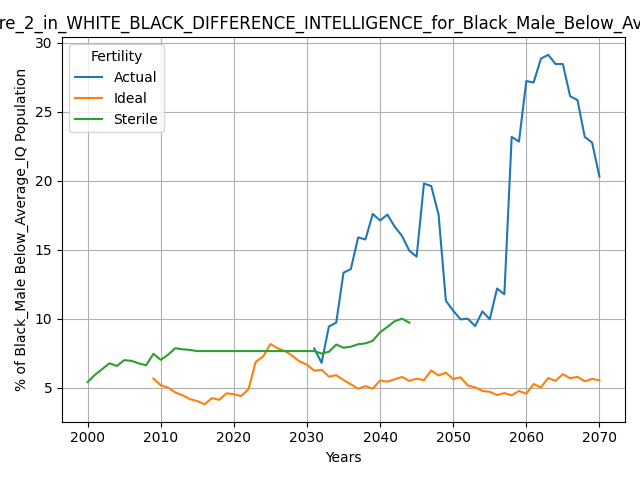 re_2_in_WHITE_BLACK_DIFFERENCE_INTELLIGENCE_for_Black_Male_Below_Av
Fertility
Actual
Ideal
Sterile
% of Black_Male Below_Average_IQ Population
30
25
20
15
10
5
2000 2010 2020 2030 2040 2050 2060 2070
Years